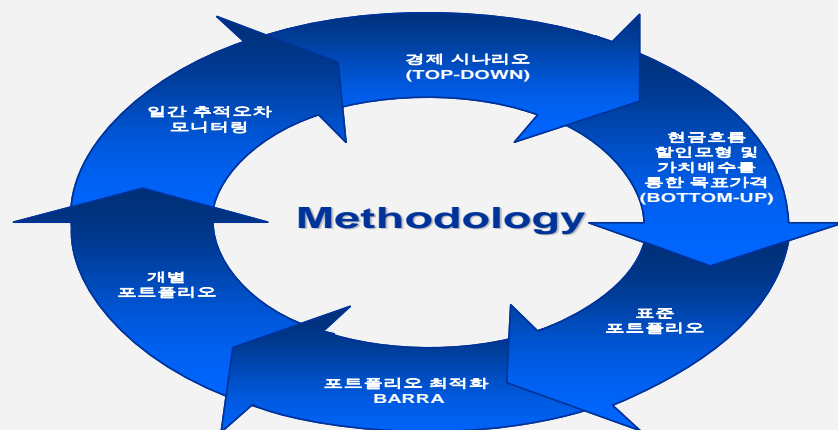 경제 시나리오
(TOP-DOWN)
현금흐름
할인모형 및
가치배수를
통한 목표가격
(BOTTOM-UP)
표준
포트폴리오
포트폴리오 최적화
BARRA
개별
포트폴리오
일간 추적오차
모니터링
Methodology